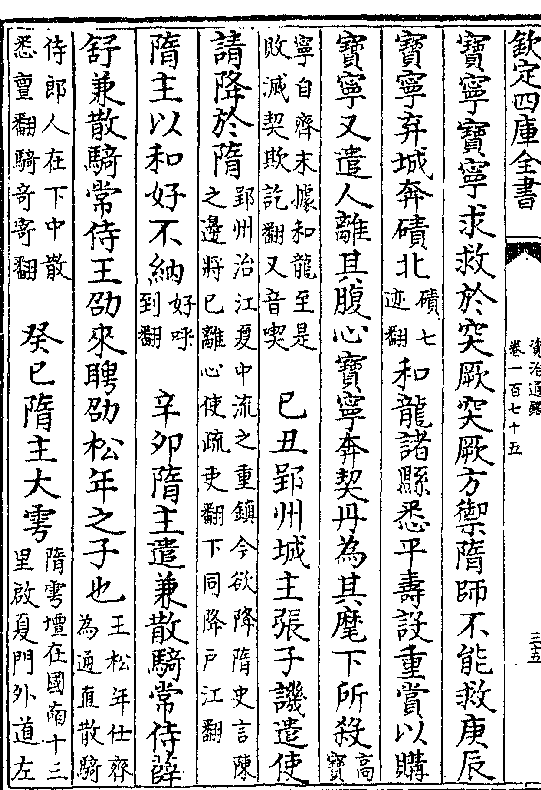 欽定四庫全書
資治通鑑
卷一百七十五
三五
寶寧寶寧求救於突厥突厥方禦隋師不能救庚辰
寶寧弃城奔磧北磧七迹翻和龍諸縣悉平壽設重賞以購
寶寧又遣人離其腹心寶寧奔契丹為其麾下所殺高寶
寧自齊末據和龍至是敗滅契欺訖翻又音喫 己丑郢州城主張子譏遣使
請降於隋郢州治江夏中流之重鎮今欲降隋史言陳之邊將已離心使疏吏翻下同降戶江翻
隋主以和好不納好呼到翻 辛卯隋主遣兼散騎常侍薛
舒兼散騎常侍王劭來聘劭松年之子也王松年仕齊為通直散騎
侍郎人在下中散悉亶翻騎奇寄翻 癸巳隋主大雩隋雩壇在國南十三里啟夏門外道左